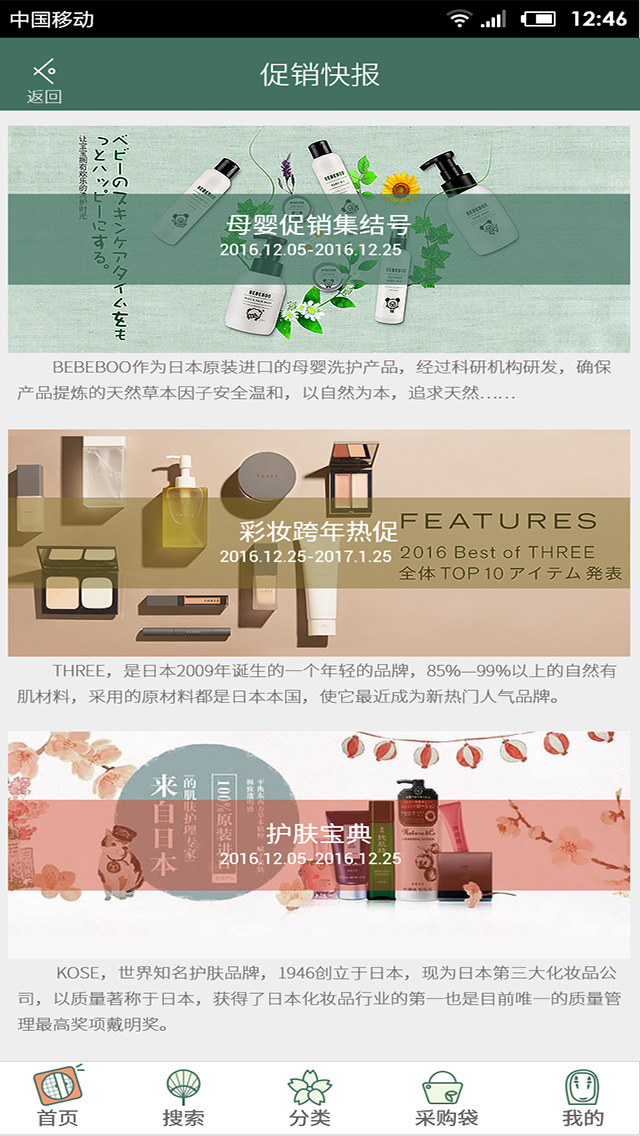 中国移动
12:46
返回
促销快报
ベビーのスキンケアタイムをも
っとハッピーにする。
让宝宝拥有欢乐的洗护时光
BEBEBOO
BEBEBOO
BEBEBOO
BEBEBOO
母婴促销集结号
2016.12.05-2016.12.25
BEBEBOO作为日本原装进口的母婴洗护产品，经过科研机构研发，确保
产品提炼的天然草本因子安全温和，以自然为本，追求天然……
THREE
FEATURES
2016 Best of THREE
全体 TOP 10 アイテム 発表
彩妆跨年热促
2016.12.25-2017.1.25
THREE，是日本2009年诞生的一个年轻的品牌，85%—99%以上的自然有
肌材料，采用的原材料都是日本本国，使它最近成为新热门人气品牌。
来自日本
的肌肤护理专家
100%原装进口
Nature&Co
KOSE
护肤宝典
2016.12.05-2016.12.25
KOSE，世界知名护肤品牌，1946创立于日本，现为日本第三大化妆品公
司，以质量著称于日本，获得了日本化妆品行业的第一也是目前唯一的质量管
理最高奖项戴明奖。
首页
搜索
分类
采购袋
我的